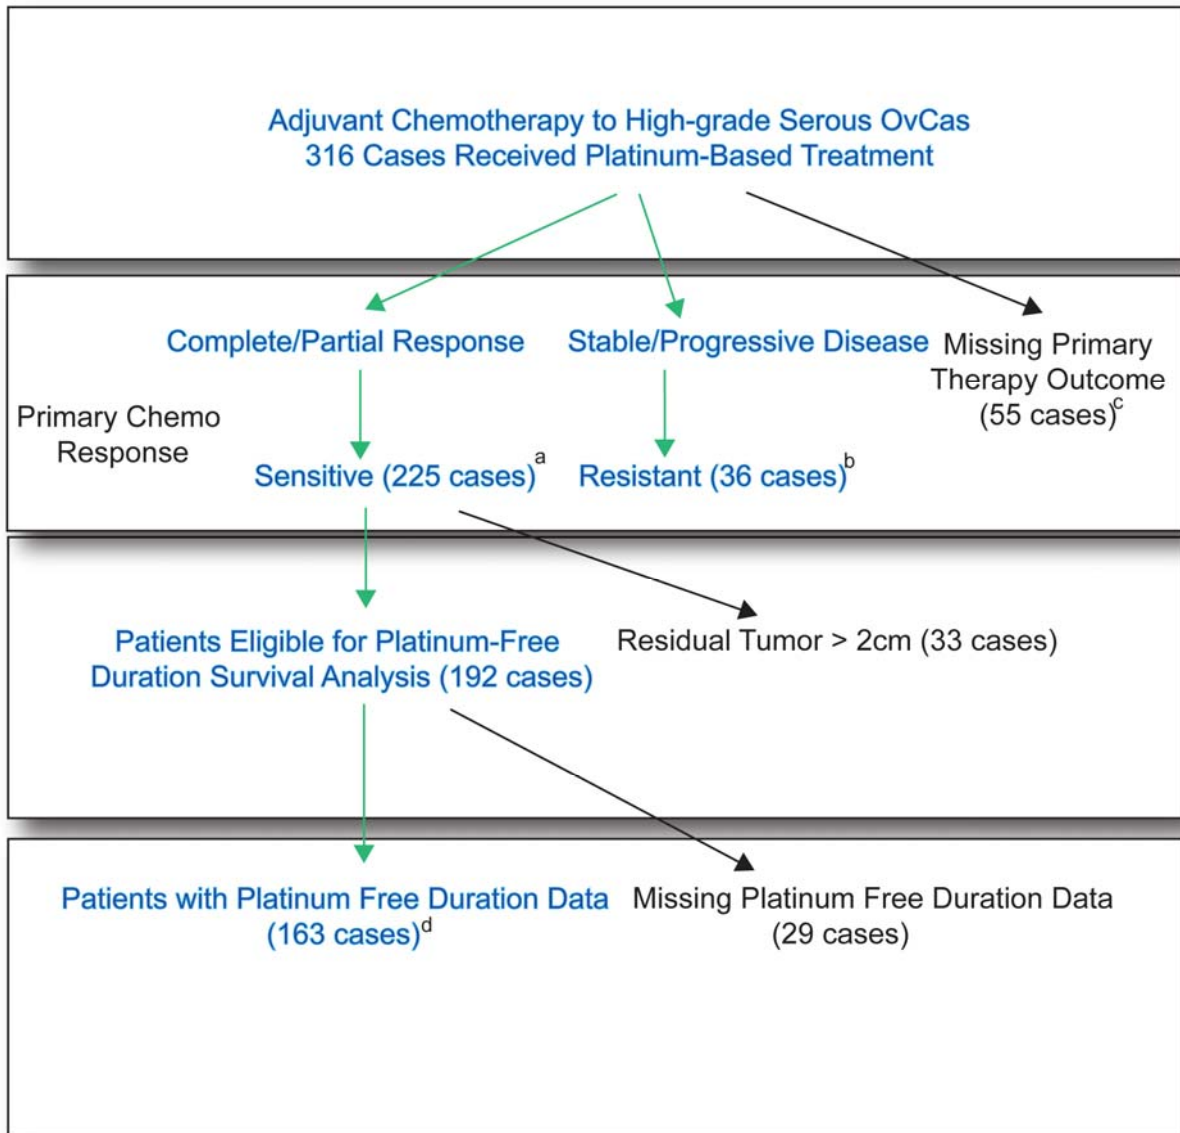 Adjuvant Chemotherapy to High-grade Serous OvCas
316 Cases Received Platinum-Based Treatment
Complete/Partial Response
Stable/Progressive Disease
Missing Primary
Therapy Outcome
(55 cases)c
Primary Chemo
Response
Sensitive (225 cases)a
Resistant (36 cases)b
Patients Eligible for Platinum-Free
Duration Survival Analysis (192 cases)
Residual Tumor > 2cm (33 cases)
Patients with Platinum Free Duration Data
(163 cases)d
Missing Platinum Free Duration Data
(29 cases)